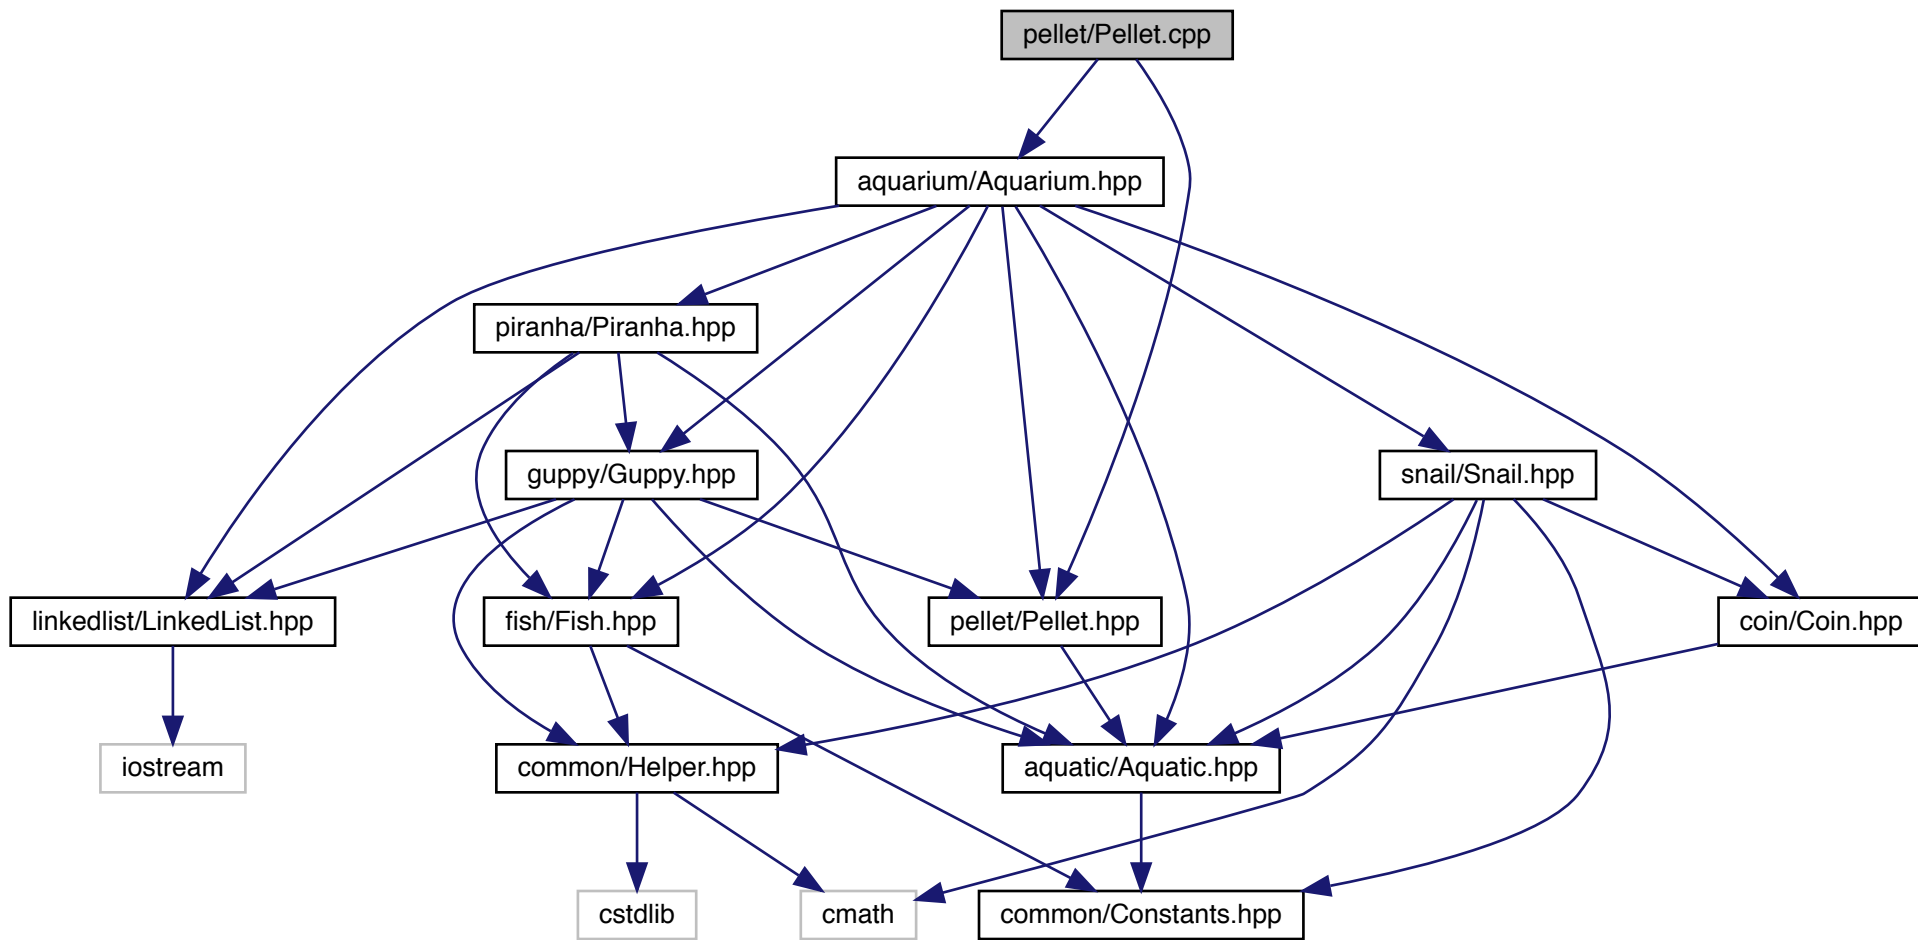 pellet/Pellet.cpp
aquarium/Aquarium.hpp
piranha/Piranha.hpp
guppy/Guppy.hpp
snail/Snail.hpp
linkedlist/LinkedList.hpp
fish/Fish.hpp
pellet/Pellet.hpp
coin/Coin.hpp
iostream
common/Helper.hpp
aquatic/Aquatic.hpp
cstdlib
cmath
common/Constants.hpp